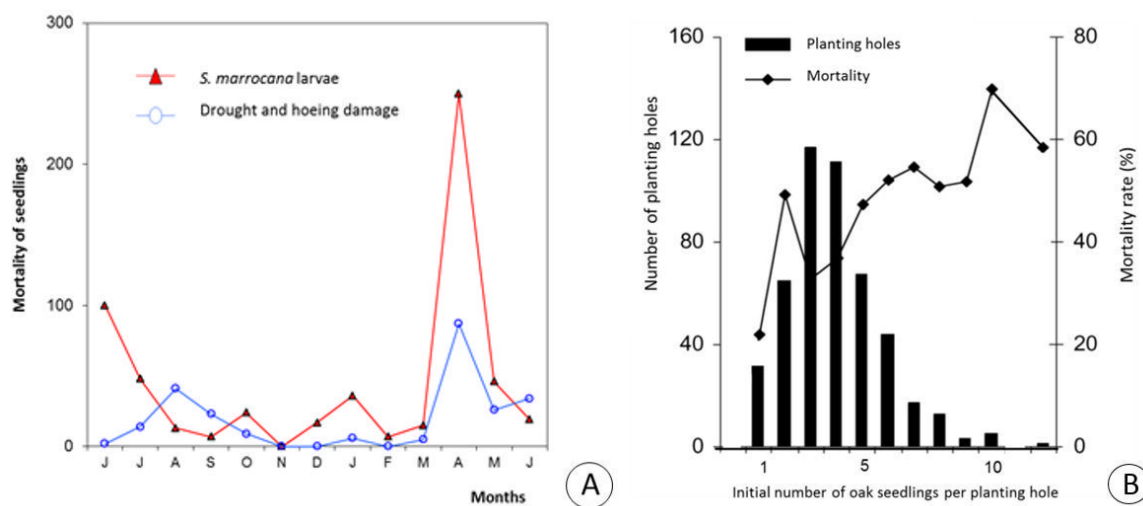 300
200
100
0
Mortality of seedlings
S. marrocana larvae
Drought and hoeing damage
J J A S O N D J F M A M J
Months
A
160
120
80
40
0
Number of planting holes
Planting holes
Mortality
80
60
40
20
0
Mortality rate (%)
1 5 10
Initial number of oak seedlings per planting hole
B